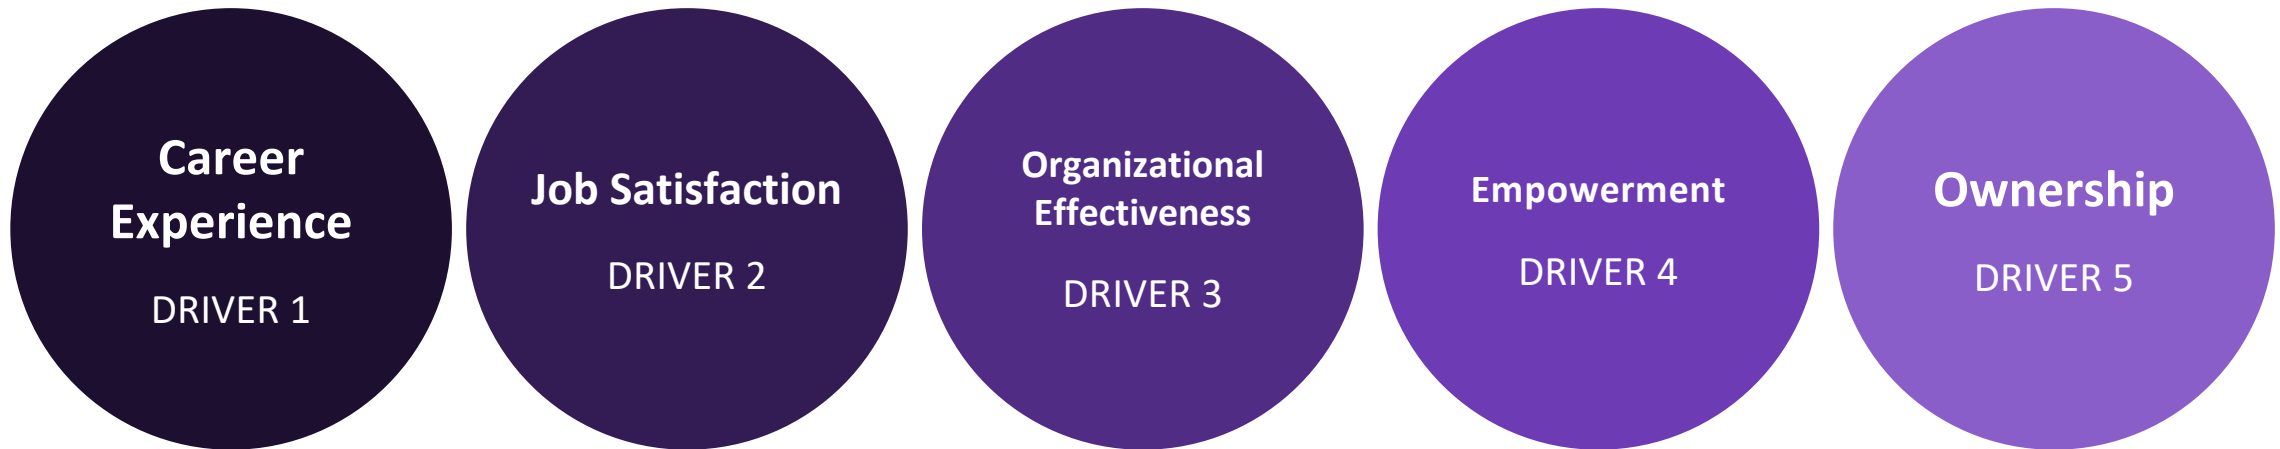 Career
Experience
DRIVER 1
Job Satisfaction
DRIVER 2
Organizational
Effectiveness
DRIVER 3
Empowerment
DRIVER 4
Ownership
DRIVER 5